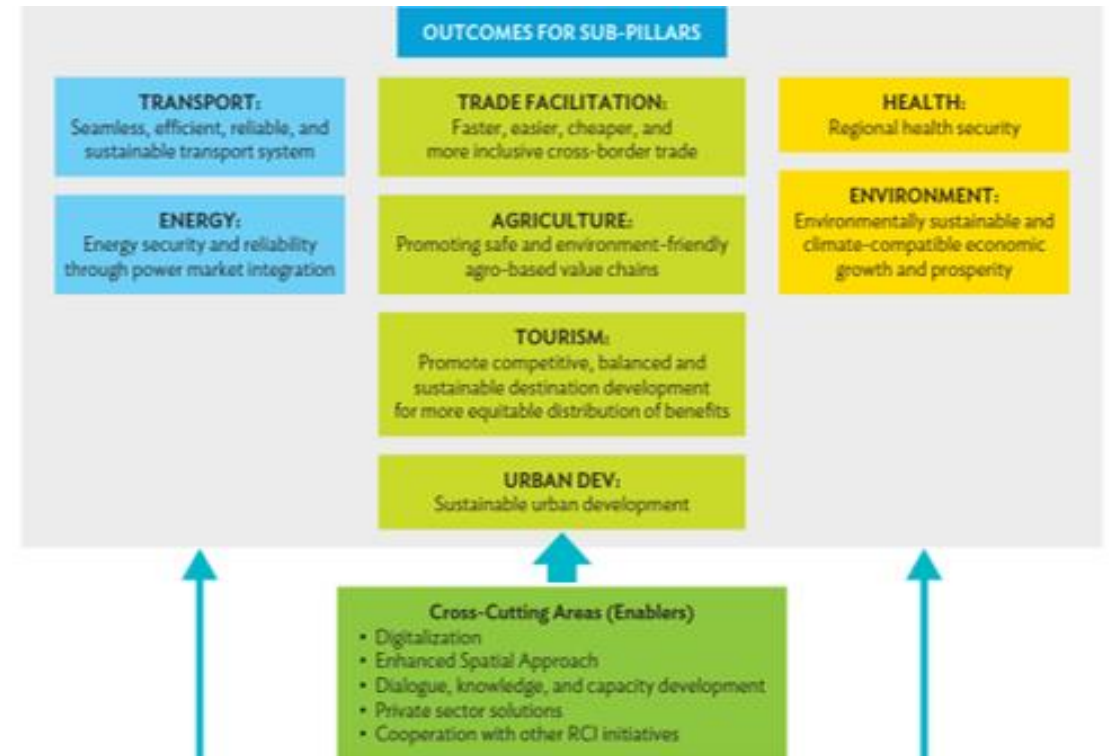 OUTCOMES FOR SUB-PILLARS
TRANSPORT:
Seamless, efficient, reliable, and
sustainable transport system
ENERGY:
Energy security and reliability
through power market integration
TRADE FACILITATION:
Faster, easier, cheaper, and
more inclusive cross-border trade
AGRICULTURE:
Promoting safe and environment-friendly
agro-based value chains
TOURISM:
Promote competitive, balanced and
sustainable destination development
for more equitable distribution of benefits
URBAN DEV:
Sustainable urban development
HEALTH:
Regional health security
ENVIRONMENT:
Environmentally sustainable and
climate-compatible economic
growth and prosperity
Cross-Cutting Areas (Enablers)
• Digitalization
• Enhanced Spatial Approach
• Dialogue, knowledge, and capacity development
• Private sector solutions
• Cooperation with other RCI initiatives